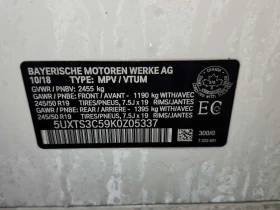 BAYERISCHE MOTOREN WERKE AG
10/18 TYPE: MPV / VTUM
GVWR / PNBV: 2455 kg
GAWR / PNBE: FRONT / AVANT - 1190 kg WITH/AVEC
245/50 R19 TIRES/PNEUS, 7.5J x 19 RIMS/JANTES
GAWR / PNBE: REAR / ARRIERE - 1395 kg WITH/AVEC
245/50 R19 TIRES/PNEUS, 7.5J x 19 RIMS/JANTES
EC
5UXTS3C59K0Z05337
300/0